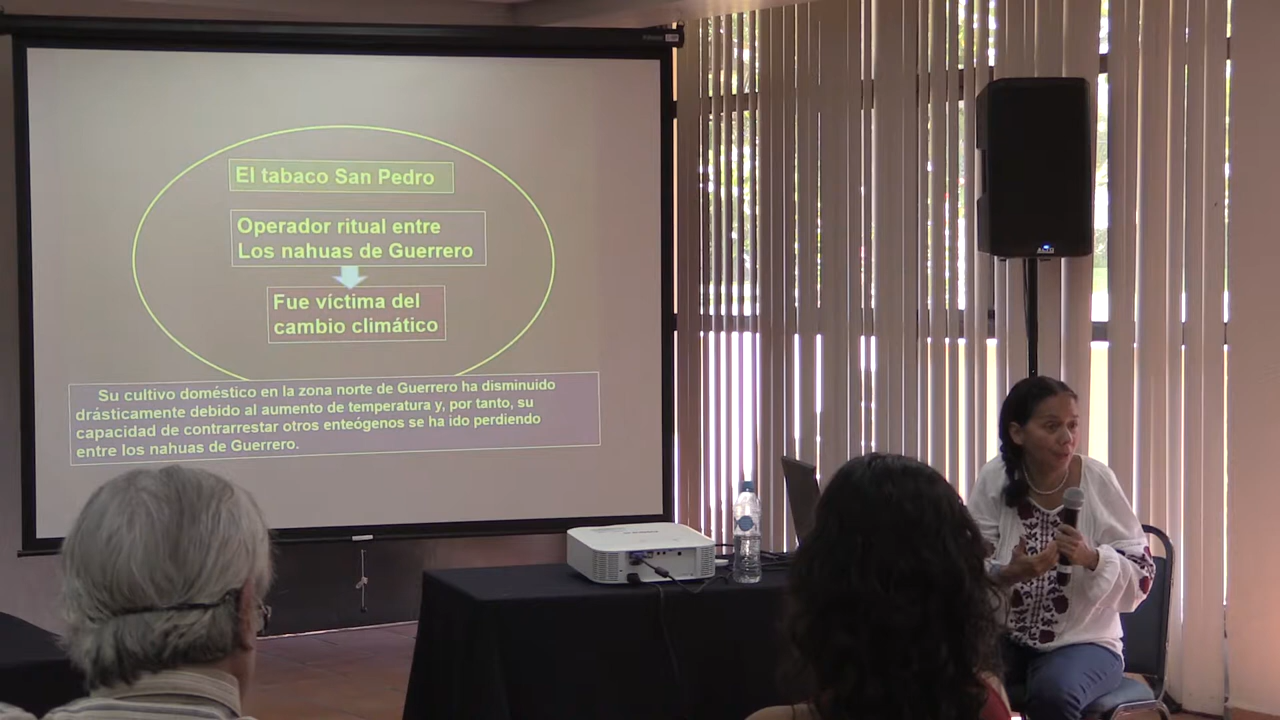 El tabaco San Pedro
Operador ritual entre
Los nahuas de Guerrero
Fue víctima del
cambio climático
Su cultivo doméstico en la zona norte de Guerrero ha disminuido
drásticamente debido al aumento de temperatura y, por tanto, su
capacidad de contrarrestar otros enteógenos se ha ido perdiendo
entre los nahuas de Guerrero.